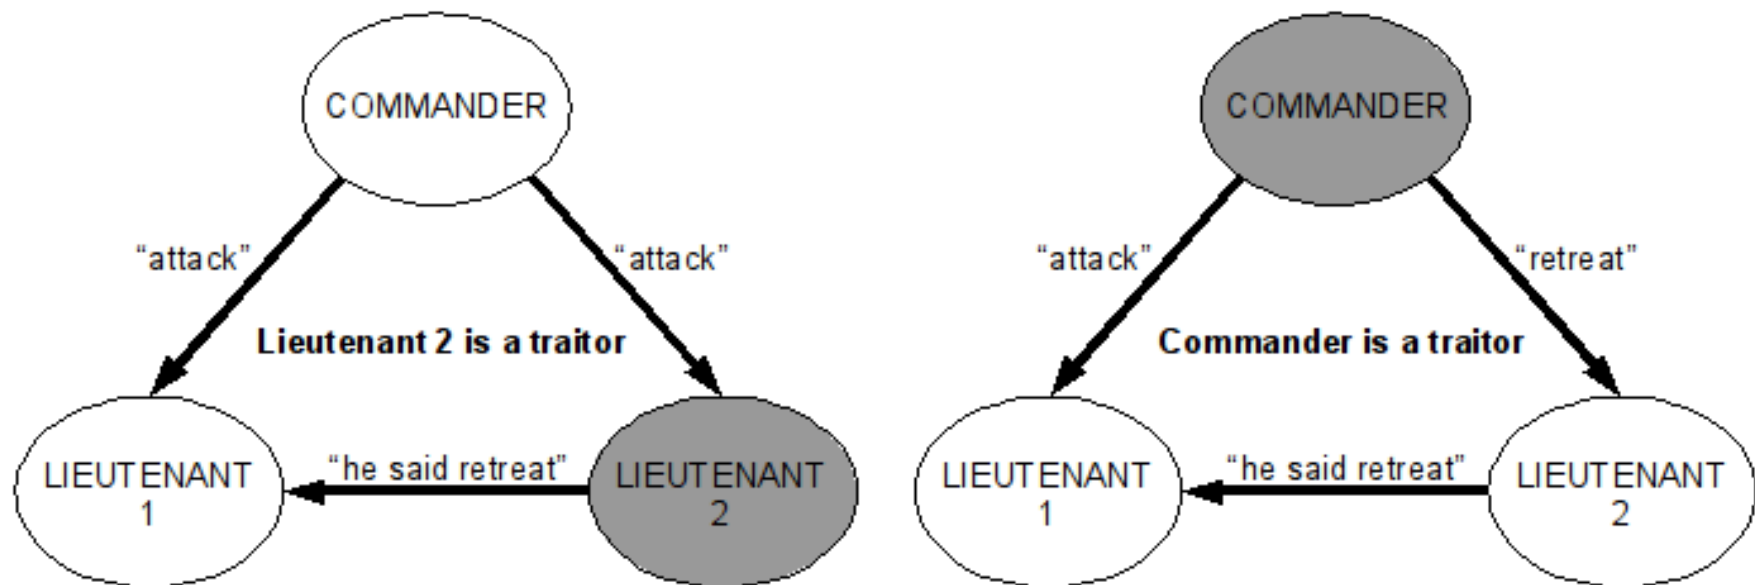 COMMANDER
“attack”
“attack”
Lieutenant 2 is a traitor
“he said retreat”
LIEUTENANT
1
LIEUTENANT
2
COMMANDER
“attack”
“retreat”
Commander is a traitor
“he said retreat”
LIEUTENANT
1
LIEUTENANT
2